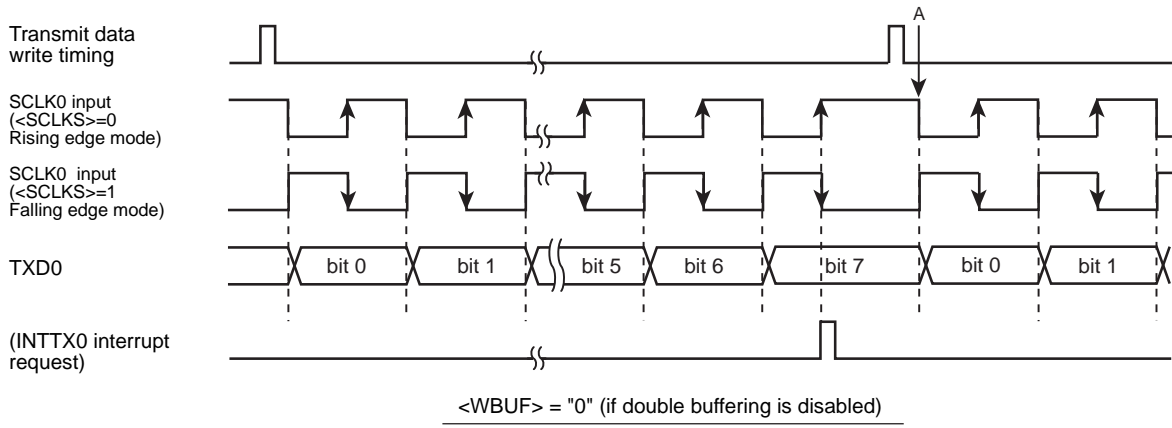 Transmit data
write timing
A
SCLK0 input
(<SCLKS>=0
Rising edge mode)
SCLK0 input
(<SCLKS>=1
Falling edge mode)
TXD0
bit 0 bit 1 bit 5 bit 6 bit 7 bit 0 bit 1
(INTTX0 interrupt
request)
<WBUF> = "0" (if double buffering is disabled)